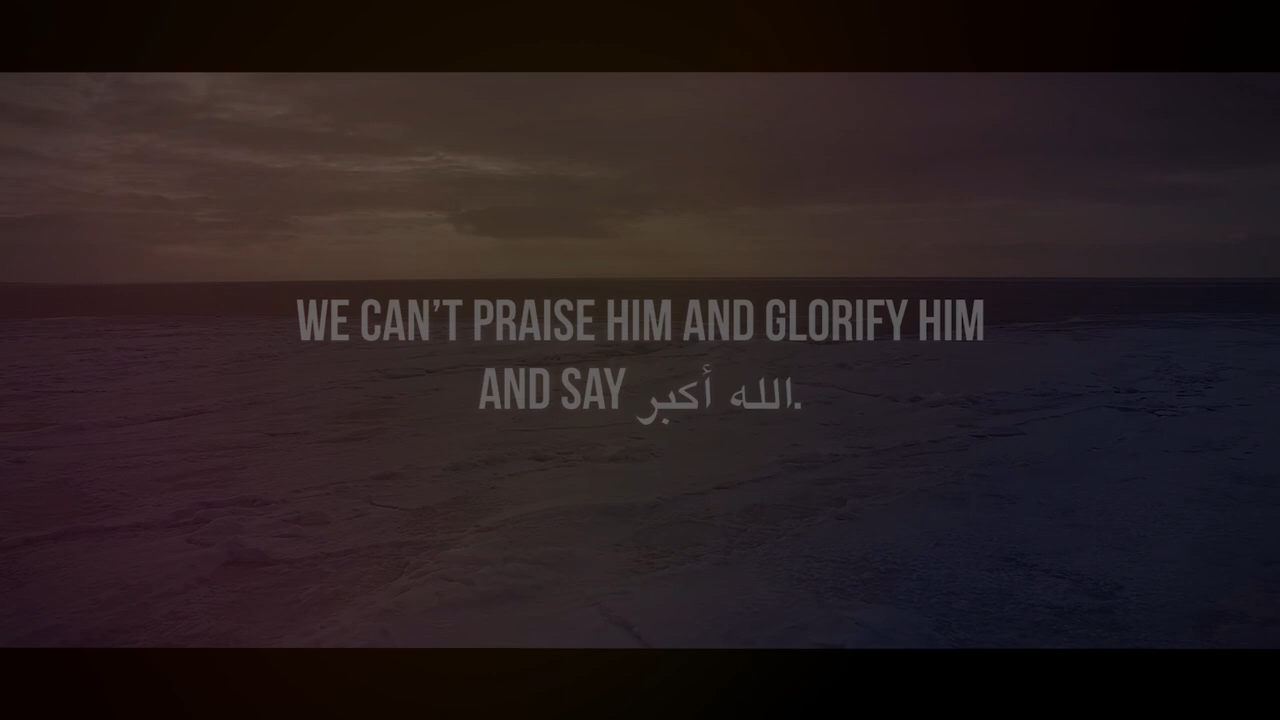 WE CAN'T PRAISE HIM AND GLORIFY HIM
AND SAY الله أكبر.